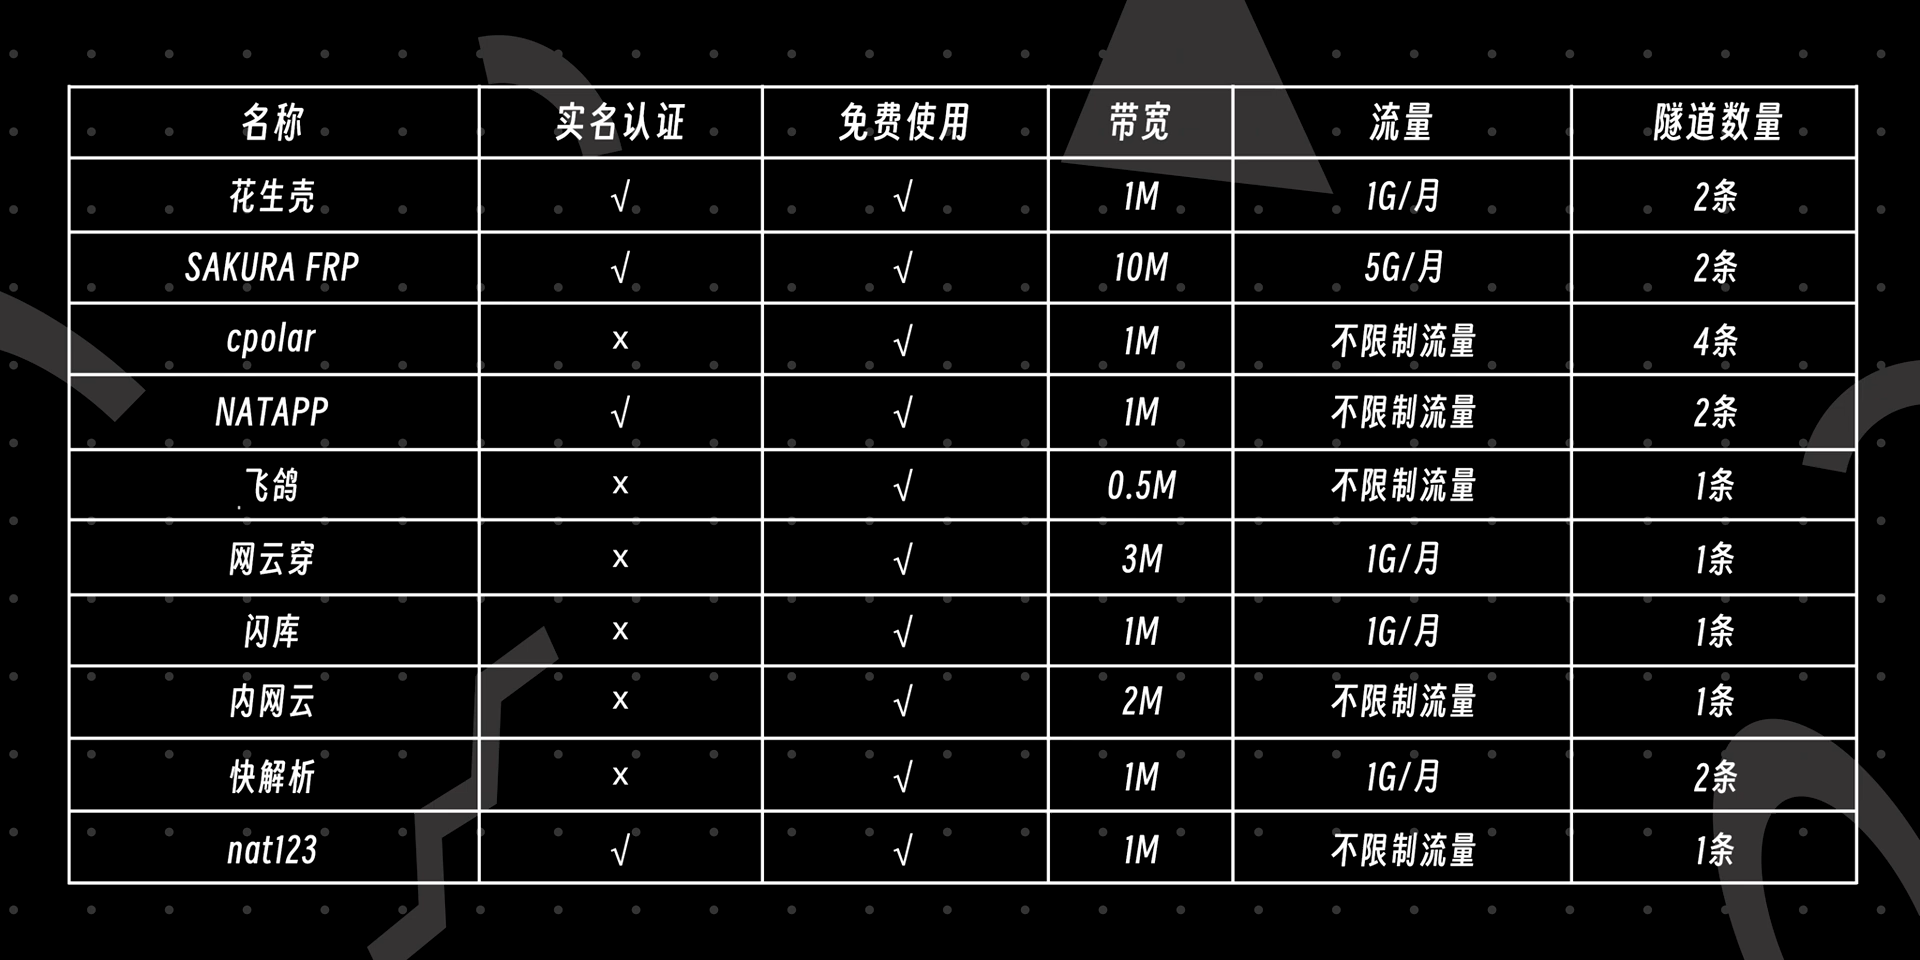 名称 实名认证 免费使用 带宽 流量 隧道数量
花生壳 √ √ 1M 1G/月 2条
SAKURA FRP √ √ 10M 5G/月 2条
cpolar x √ 1M 不限制流量 4条
NATAPP √ √ 1M 不限制流量 2条
飞鸽 x √ 0.5M 不限制流量 1条
网云穿 x √ 3M 1G/月 1条
闪库 x √ 1M 1G/月 1条
内网云 x √ 2M 不限制流量 1条
快解析 x √ 1M 1G/月 2条
nat123 √ √ 1M 不限制流量 1条